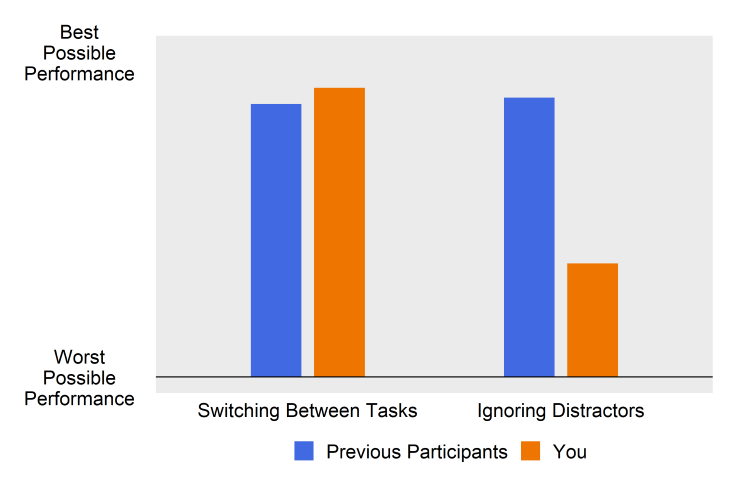 Best
Possible
Performance
Worst
Possible
Performance
Switching Between Tasks
Ignoring Distractors
Previous Participants
You